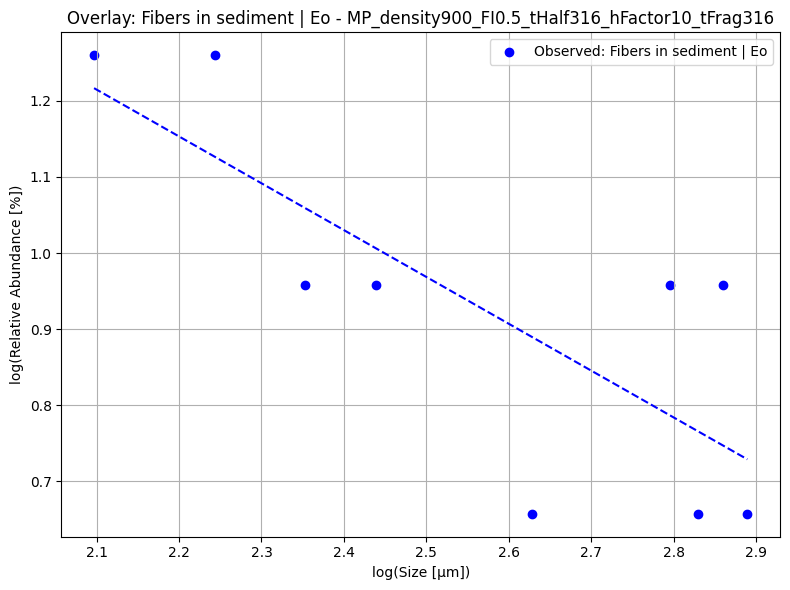 Overlay: Fibers in sediment | Eo - MP_density900_FI0.5_tHalf316_hFactor10_tFrag316
Observed: Fibers in sediment | Eo
log(Relative Abundance [%])
1.2
1.1
1.0
0.9
0.8
0.7
2.1 2.2 2.3 2.4 2.5 2.6 2.7 2.8 2.9
log(Size [µm])